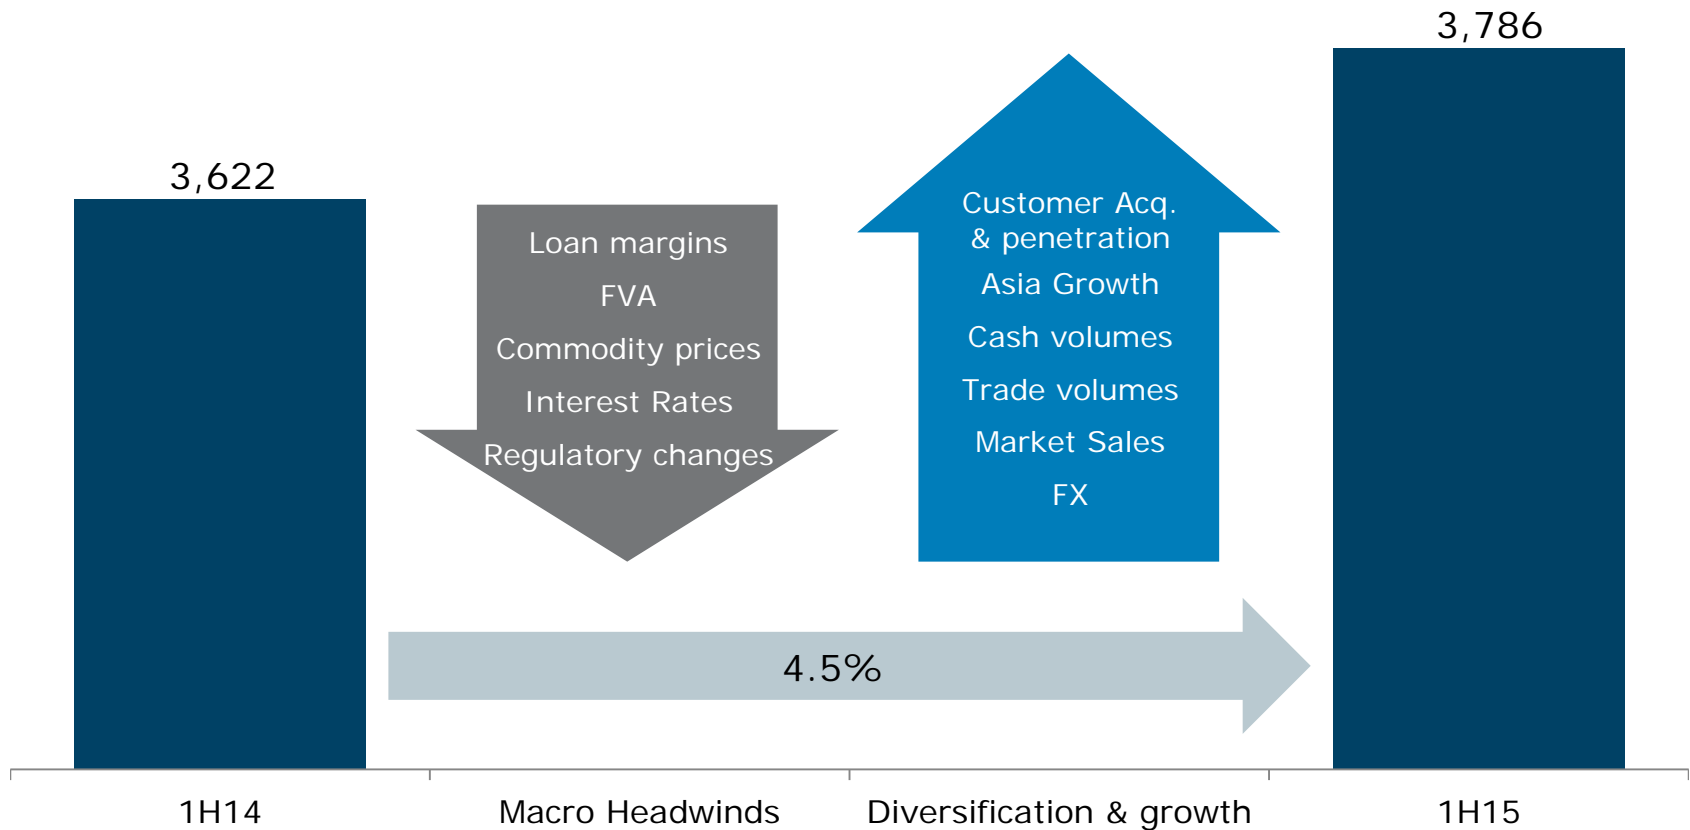 3,622
3,786
Loan margins
FVA
Commodity prices
Interest Rates
Regulatory changes
Customer Acq.
& penetration
Asia Growth
Cash volumes
Trade volumes
Market Sales
FX
4.5%
1H14
Macro Headwinds
Diversification & growth
1H15